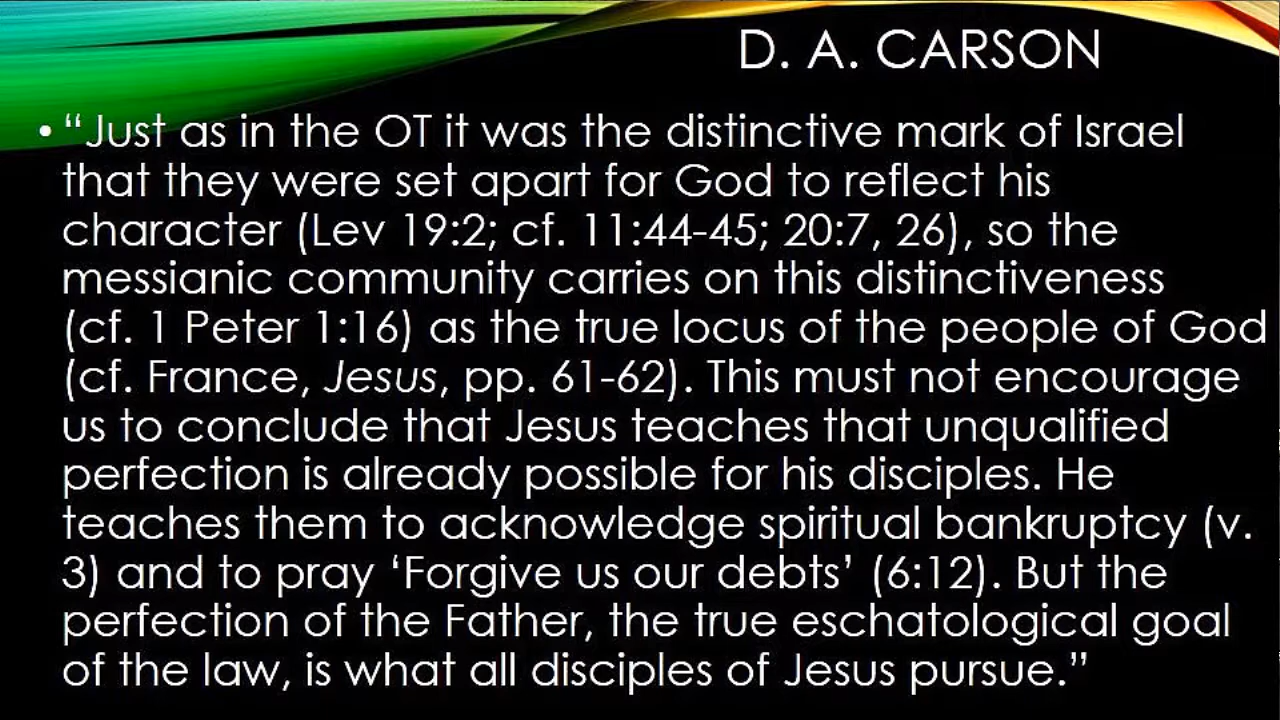 D. A. CARSON
• “Just as in the OT it was the distinctive mark of Israel
that they were set apart for God to reflect his
character (Lev 19:2; cf. 11:44-45; 20:7, 26), so the
messianic community carries on this distinctiveness
(cf. 1 Peter 1:16) as the true locus of the people of God
(cf. France, Jesus, pp. 61-62). This must not encourage
us to conclude that Jesus teaches that unqualified
perfection is already possible for his disciples. He
teaches them to acknowledge spiritual bankruptcy (v.
3) and to pray ‘Forgive us our debts’ (6:12). But the
perfection of the Father, the true eschatological goal
of the law, is what all disciples of Jesus pursue.”